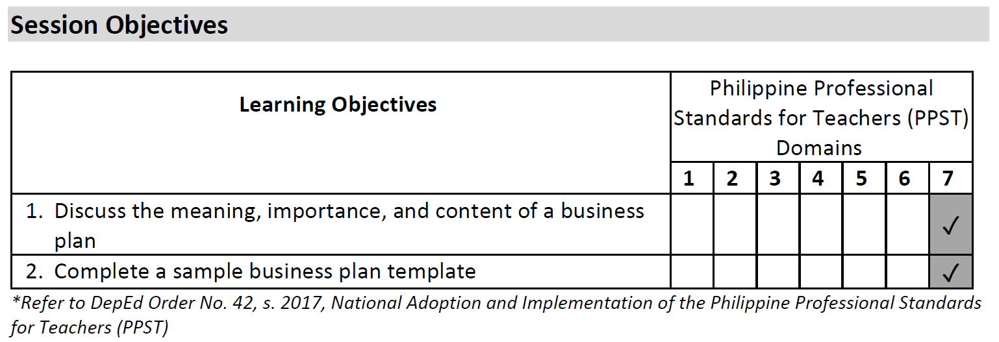 Session Objectives
Learning Objectives
Philippine Professional
Standards for Teachers (PPST)
Domains
1 2 3 4 5 6 7
1. Discuss the meaning, importance, and content of a business
plan
✓
2. Complete a sample business plan template ✓
*Refer to DepEd Order No. 42, s. 2017, National Adoption and Implementation of the Philippine Professional Standards
for Teachers (PPST)